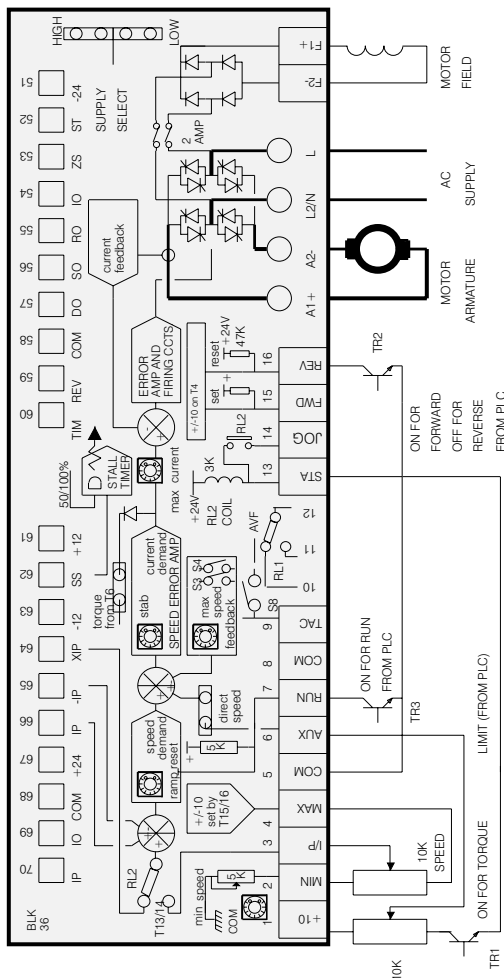 BLK
36
70 69 68 67 66 65 64 63 62 61 60 59 58 57 56 55 54 53 52 51
IP IO COM +24 IP -IP XIP -12 SS +12 TIM REV COM DO SO RO IO ZS ST -24
HIGH
LOW
SUPPLY
SELECT
50/100%
STALL
TIMER
current
feedback
torque
from T6
2
AMP
RL2
T13/14
speed
demand
ramp reset
stab
current
demand
SPEED ERROR AMP
max current
ERROR
AMP AND
FIRING CCTS
min speed
COM
5
K
+/-10
set by
T15/16
5
K
direct
speed
max
speed
feedback
S3 S4
S8
AVF
RL1
+24V
3K
RL2
COIL
RL2
+/-10 on T4
set
reset
+24V
47K
1 2 3 4 5 6 7 8 9 10 11 12 13 14 15 16
+10 MIN I/P MAX COM AUX RUN COM TAC STA JOG FWD REV A1+ A2- L2/N L F2- F1+
10K
10K
SPEED
TR1
ON FOR TORQUE
LIMIT (FROM PLC)
TR3
ON FOR RUN
FROM PLC
ON FOR
FORWARD
OFF FOR
REVERSE
FROM PLC
TR2
MOTOR
ARMATURE
AC
SUPPLY
MOTOR
FIELD